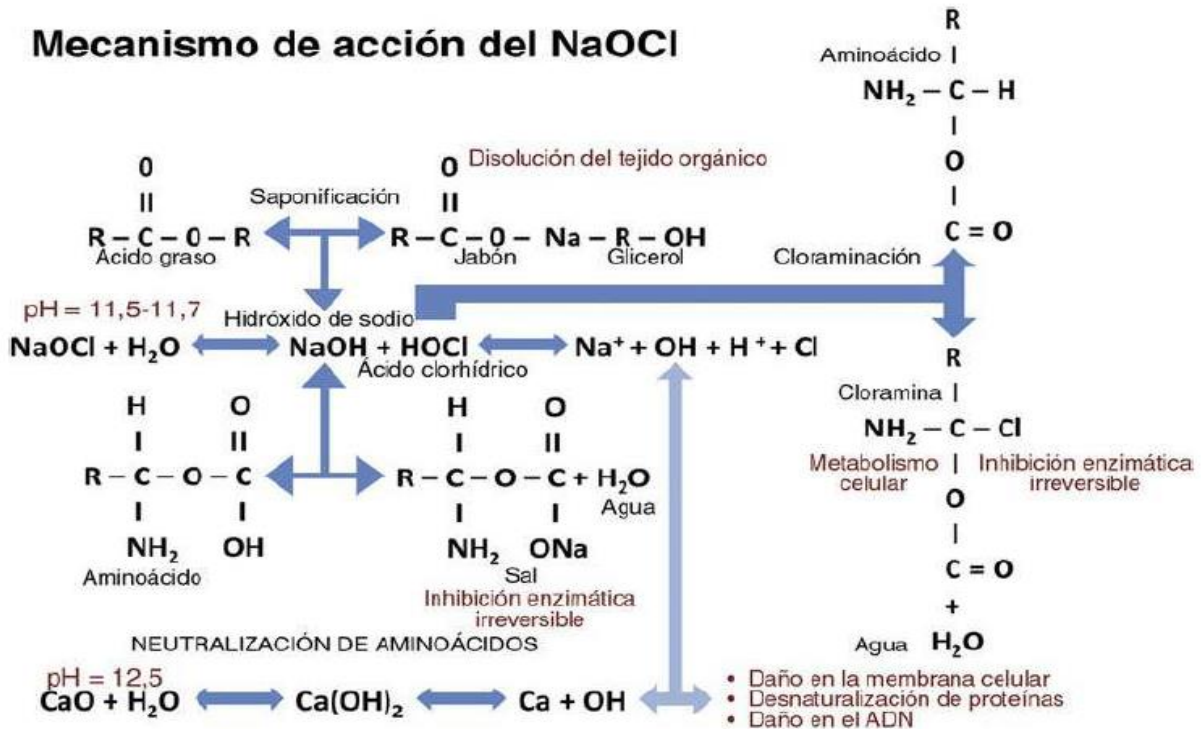 Mecanismo de acción del NaOCl
R
Aminoácido |
NH₂ – C – H
|
O
|
C = O
O Disolución del tejido orgánico
O
||
Saponificación
||
R – C – O – R
R – C – O – Na – R – OH
Ácido graso
Jabón
Glicerol
Cloraminación
pH = 11,5-11,7
Hidróxido de sodio
NaOCl + H₂O
NaOH + HOCl
Na⁺ + OH + H⁺ + Cl
Ácido clorhídrico
R
Cloramina |
NH₂ – C – Cl
Metabolismo celular
|
Inhibición enzimática irreversible
O
|
C = O
+
Agua H₂O
H O
| ||
R – C – O – C
| |
NH₂ OH
Aminoácido
H O
| ||
R – C – O – C + H₂O
Agua
| |
NH₂ ONa
Sal
Inhibición enzimática
irreversible
NEUTRALIZACIÓN DE AMINOÁCIDOS
pH = 12,5
CaO + H₂O
Ca(OH)₂
Ca + OH
• Daño en la membrana celular
• Desnaturalización de proteínas
• Daño en el ADN